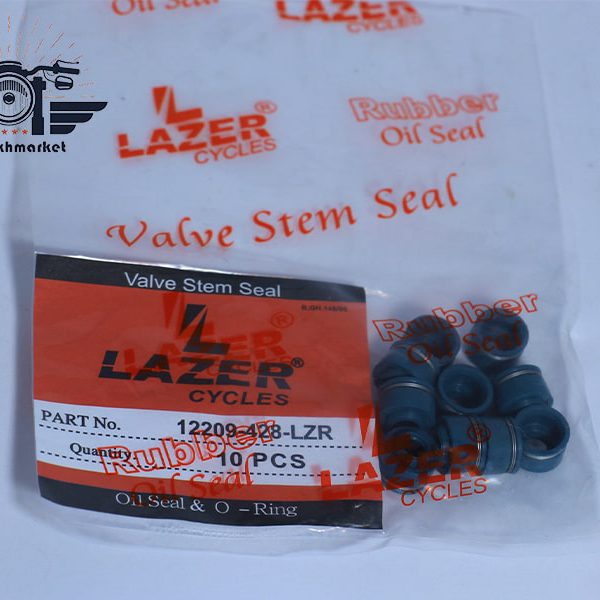 Oil Seal
LAZER
CYCLES
LAZER®
CYCLES
Rubber
Oil Seal
khmarket
Valve Stem Seal
Valve Stem Seal
LAZER®
CYCLES
PART No. 12209-428-LZR
Quantity. 10 PCS
Oil Seal & O - Ring
LAZER
Rubber
Oil Seal
Rubber
Oil Seal
LAZER®
CYCLES